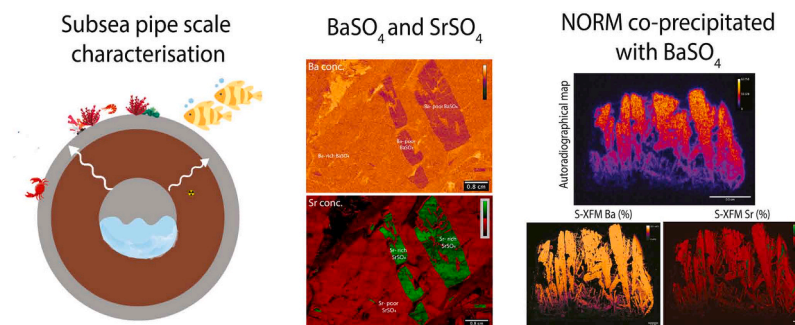 Subsea pipe scale
characterisation
BaSO4 and SrSO4
Ba conc.
Ba- poor BaSO4
Ba- poor
BaSO4
Ba-rich BaSO4
0.8 cm
Sr conc.
Sr- rich
SrSO4
Sr- rich
SrSO4
Sr- poor
SrSO4
0.8 cm
NORM co-precipitated
with BaSO4
Autoradiographical map
S-XFM Ba (%)
S-XFM Sr (%)